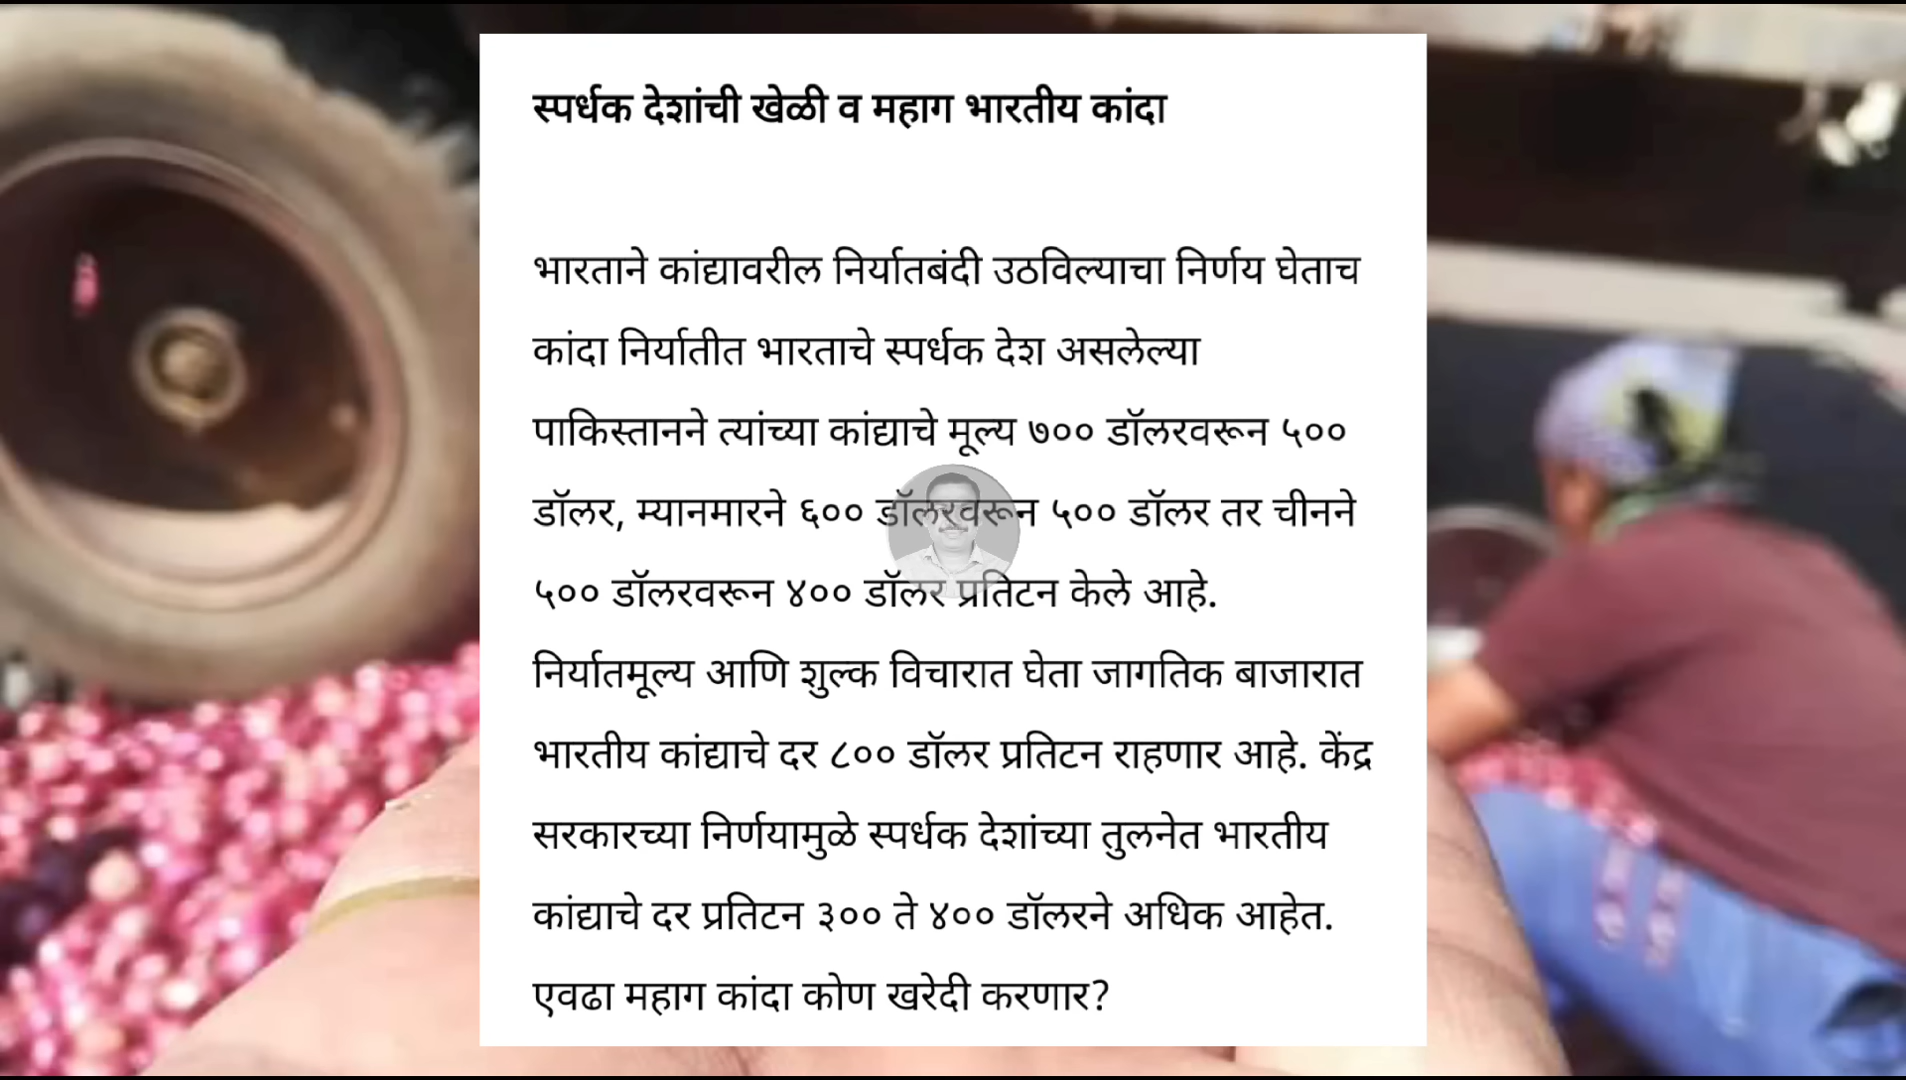 स्पर्धक देशांची खेळी व महाग भारतीय कांदा
भारताने कांद्यावरील निर्यातबंदी उठविल्याचा निर्णय घेताच
कांदा निर्यातीत भारताचे स्पर्धक देश असलेल्या
पाकिस्तानने त्यांच्या कांद्याचे मूल्य ७०० डॉलरवरून ५००
डॉलर, म्यानमारने ६०० डॉलरवरून ५०० डॉलर तर चीनने
५०० डॉलरवरून ४०० डॉलर प्रतिटन केले आहे.
निर्यातमूल्य आणि शुल्क विचारात घेता जागतिक बाजारात
भारतीय कांद्याचे दर ८०० डॉलर प्रतिटन राहणार आहे. केंद्र
सरकारच्या निर्णयामुळे स्पर्धक देशांच्या तुलनेत भारतीय
कांद्याचे दर प्रतिटन ३०० ते ४०० डॉलरने अधिक आहेत.
एवढा महाग कांदा कोण खरेदी करणार?